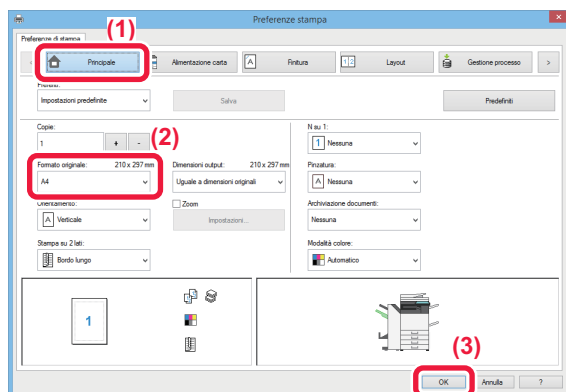 Preferenze stampa
(1)
Preferenze di stampa
Principale
Alimentazione carta
Finitura
Layout
Gestione processo
Preferiti:
Impostazioni predefinite
Salva
Predefiniti
Copie:
1
+ -
(2)
N su 1:
1 Nessuna
Formato originale: 210 x 297 mm
A4
Dimensioni output: 210 x 297 mm
Uguale a dimensioni originali
Pinzatura:
A Nessuna
Orientamento:
A Verticale
Zoom
Impostazioni...
Archiviazione documenti:
Nessuna
Stampa su 2 lati:
Bordo lungo
Modalità colore:
Automatico
1
(3)
OK
Annulla
?